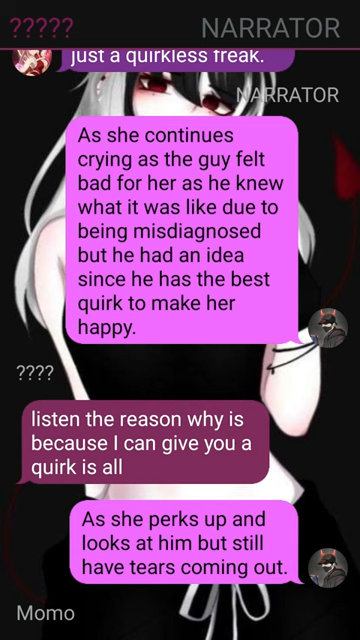 ?????
NARRATOR
just a quirkless freak.
NARRATOR
As she continues
crying as the guy felt
bad for her as he knew
what it was like due to
being misdiagnosed
but he had an idea
since he has the best
quirk to make her
happy.
????
listen the reason why is
because I can give you a
quirk is all
As she perks up and
looks at him but still
have tears coming out.
Momo